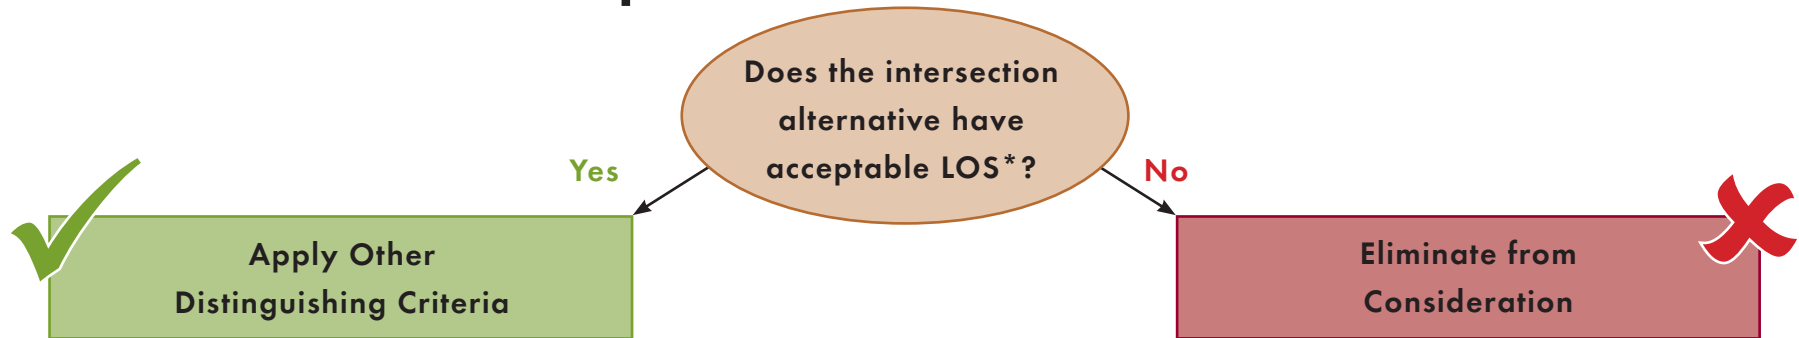 Does the intersection
alternative have
acceptable LOS*?
Yes
No
Apply Other
Distinguishing Criteria
Eliminate from
Consideration